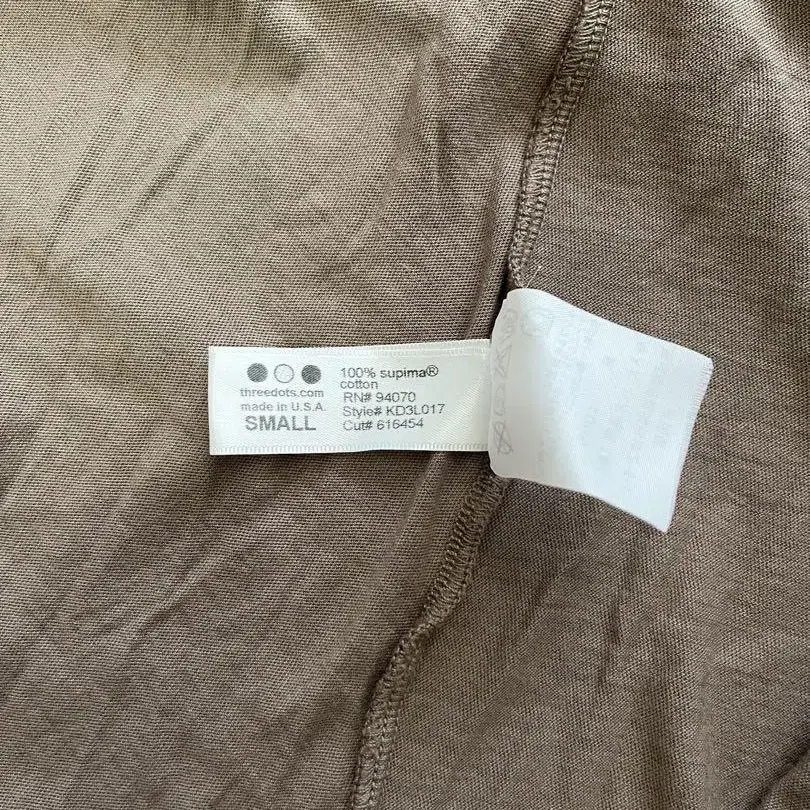 threedots.com
made in U.S.A.
SMALL
100% supima®
cotton
RN# 94070
Style# KD3L017
Cut# 616454